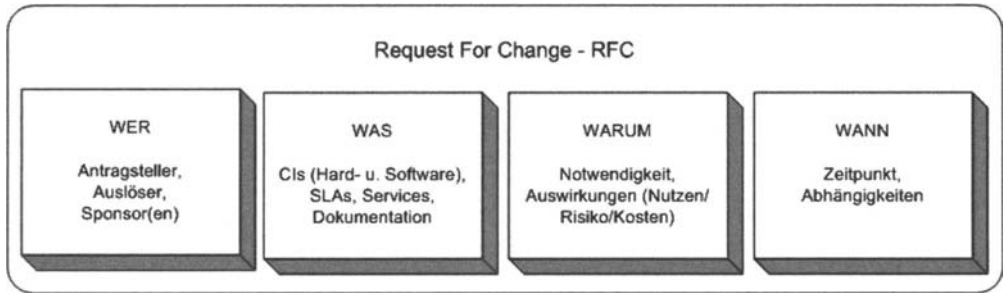 Request For Change - RFC
WER
Antragsteller,
Auslöser,
Sponsor(en)
WAS
CIs (Hard- u. Software),
SLAs, Services,
Dokumentation
WARUM
Notwendigkeit,
Auswirkungen (Nutzen/
Risiko/Kosten)
WANN
Zeitpunkt,
Abhängigkeiten